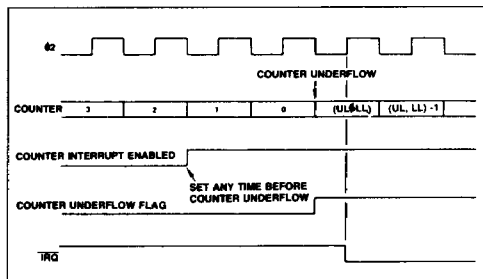 ϕ2
COUNTER UNDERFLOW
COUNTER 3 2 1 0 (UL, LL) (UL, LL) -1
COUNTER INTERRUPT ENABLED
SET ANY TIME BEFORE
COUNTER UNDERFLOW
COUNTER UNDERFLOW FLAG
IRQ